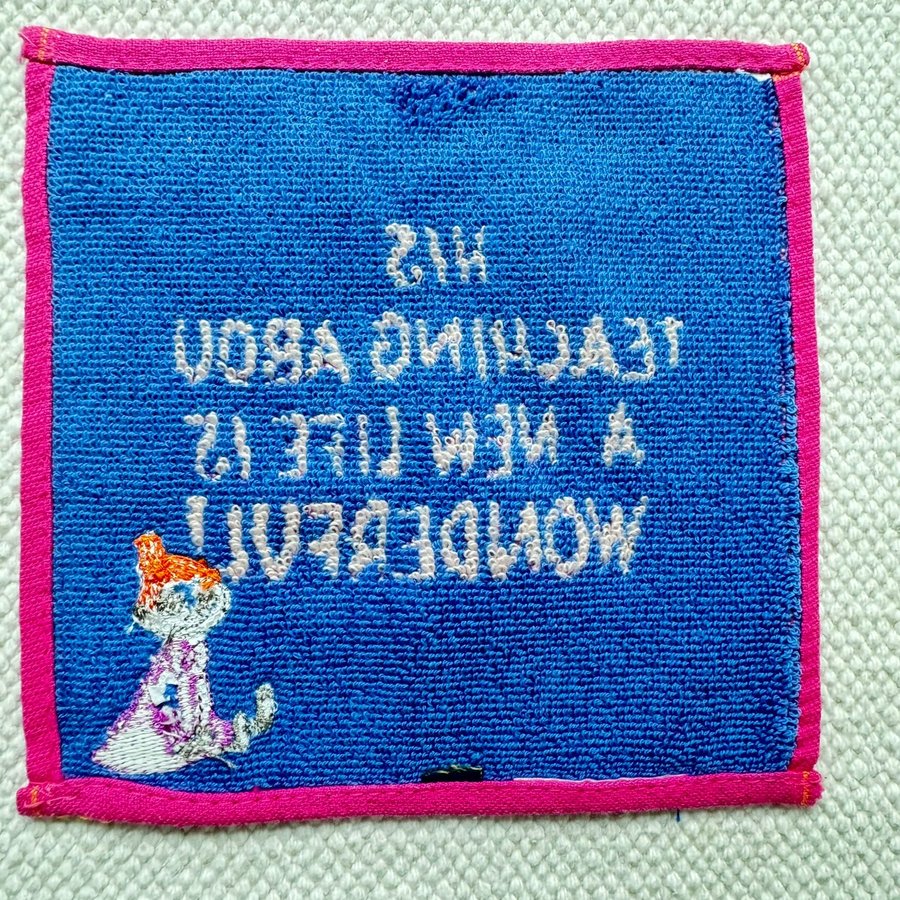 HIS
TEACHING ABOU
A NEW LIFE IS
WONDERFUL!